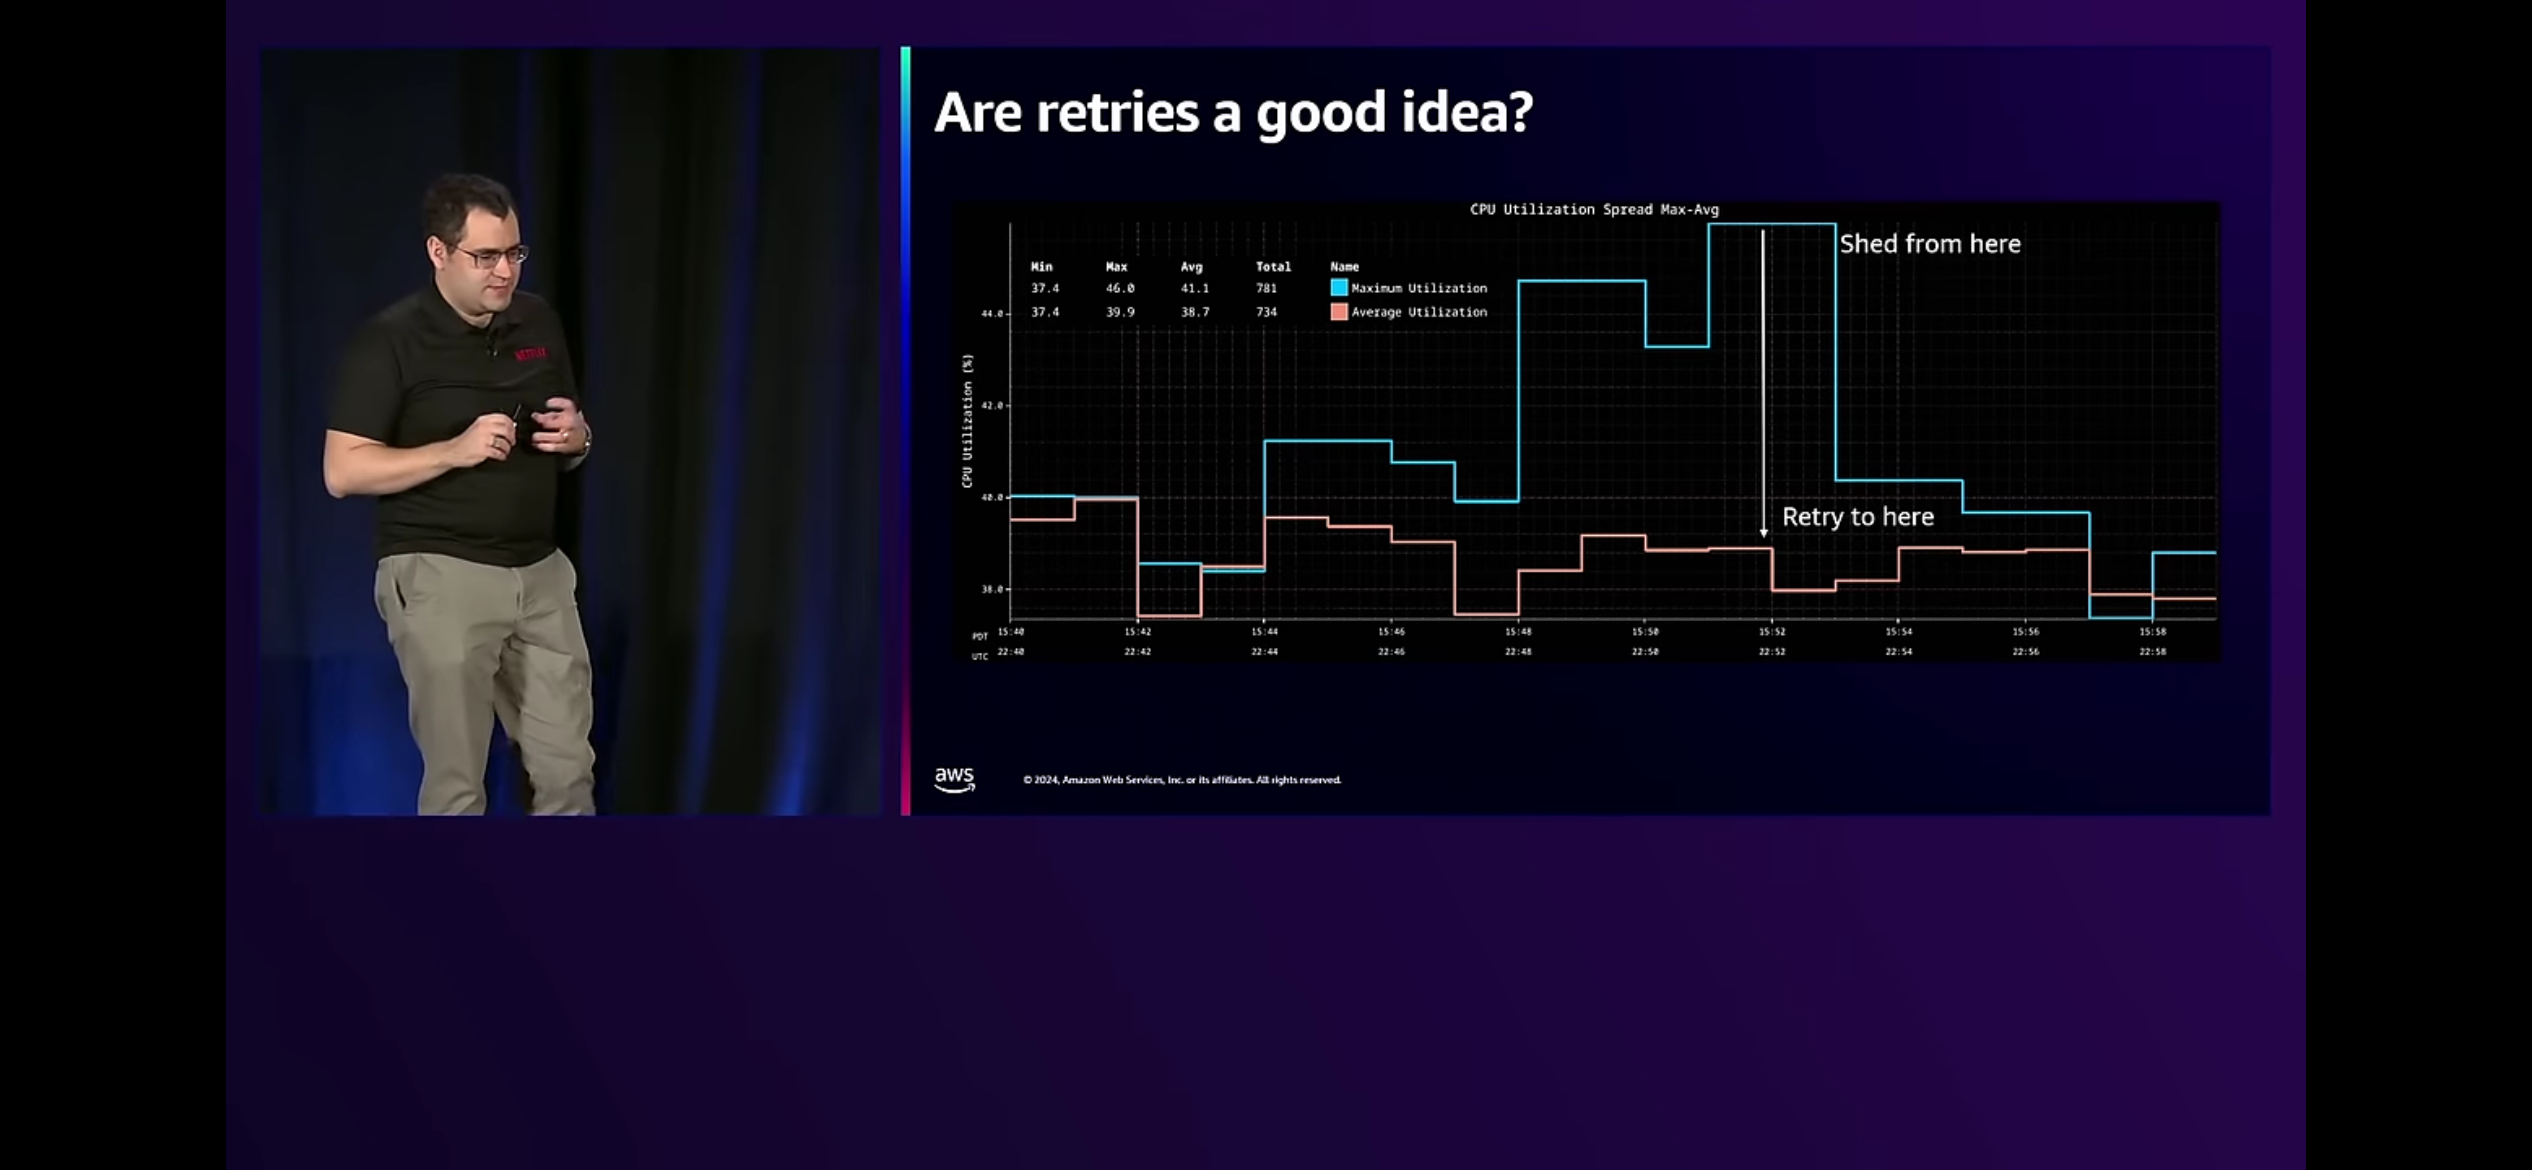 NETFLIX
Are retries a good idea?
CPU Utilization Spread Max-Avg
Min Max Avg Total Name
37.4 46.0 41.1 781 Maximum Utilization
37.4 39.9 38.7 734 Average Utilization
Shed from here
Retry to here
CPU Utilization (%)
44.0
42.0
40.0
38.0
PDT 15:40 15:42 15:44 15:46 15:48 15:50 15:52 15:54 15:56 15:58
UTC 22:40 22:42 22:44 22:46 22:48 22:50 22:52 22:54 22:56 22:58
aws
© 2024, Amazon Web Services, Inc. or its affiliates. All rights reserved.